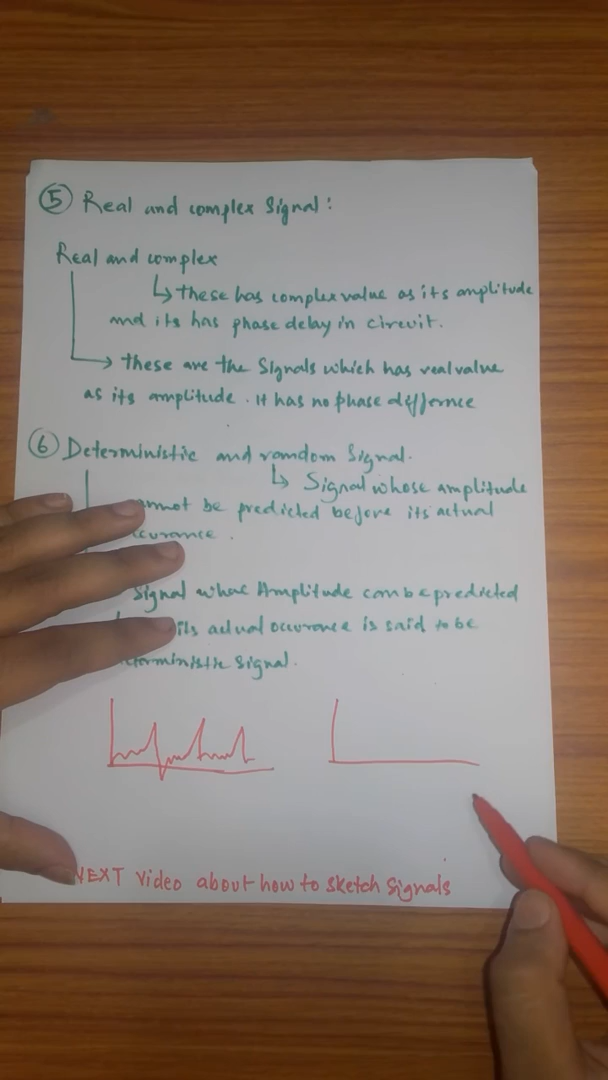 5 Real and complex Signal:
Real and complex
↳ these has complex value as its amplitude
and its has phase delay in circuit.
→ these are the Signals which has real value
as its amplitude. It has no phase differnce
6 Deterministic and random Signal.
↳ Signal whose amplitude
be predicted before its actual
Signal whose Amplitude can be predicted
its actual occurance is said to be
Signal.
NEXT Video about how to sketch Signals